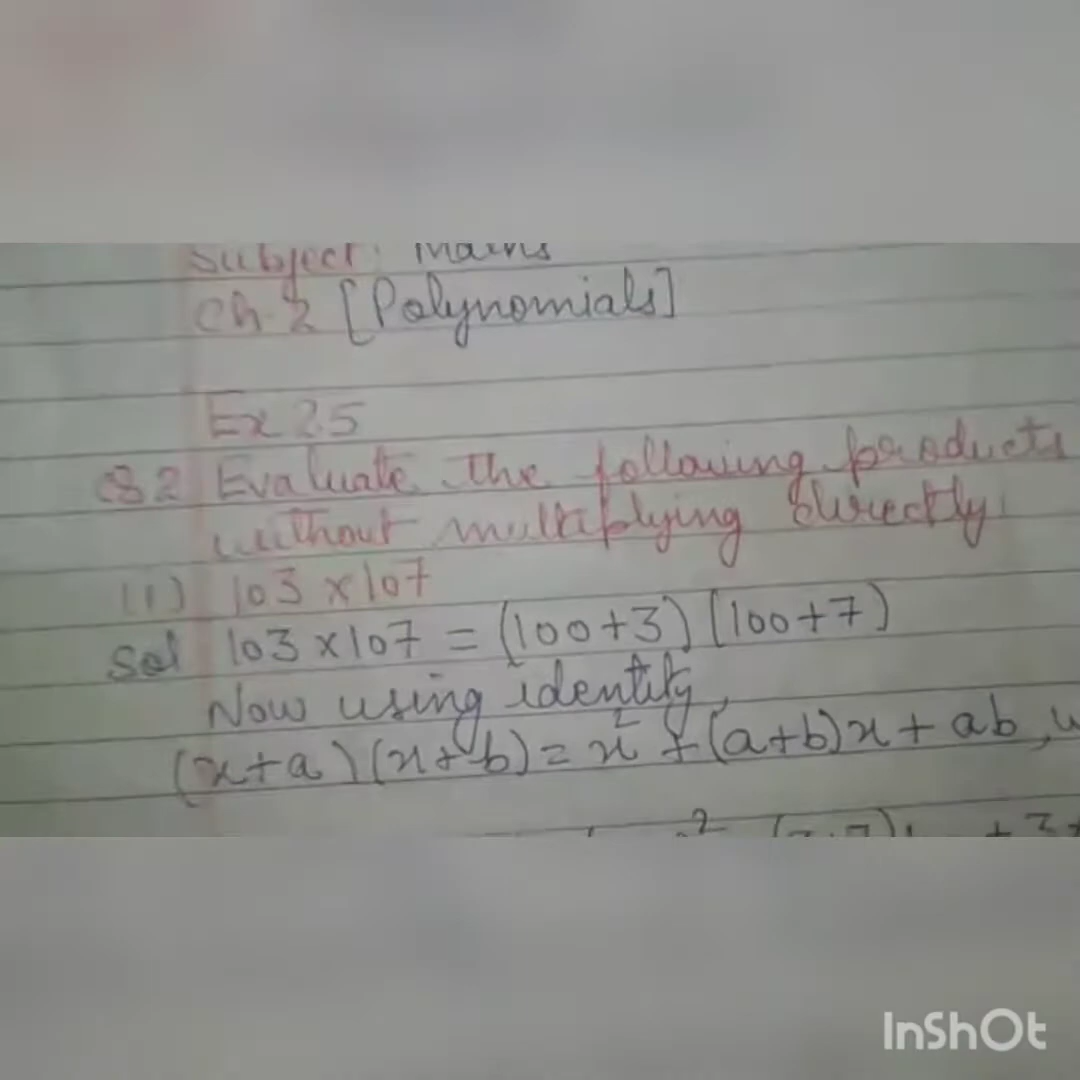 Subject: Maths
Ch. 2 [Polynomials]
Ex 2.5
Q2 Evaluate the following products
without multiplying directly.
(i) 103 × 107
Sol 103 × 107 = (100+3) (100+7)
Now using identity,
(x+a) (x+b) = x² + (a+b)x + ab,
InShOt